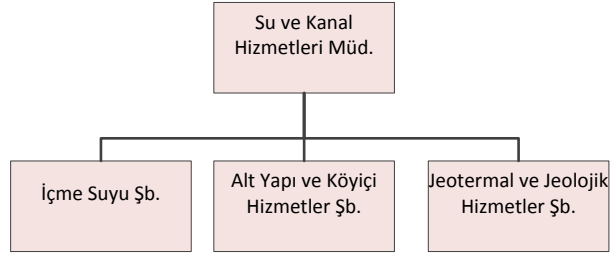 Su ve Kanal
Hizmetleri Müd.
İçme Suyu Şb.
Alt Yapı ve Köyiçi
Hizmetler Şb.
Jeotermal ve Jeolojik
Hizmetler Şb.